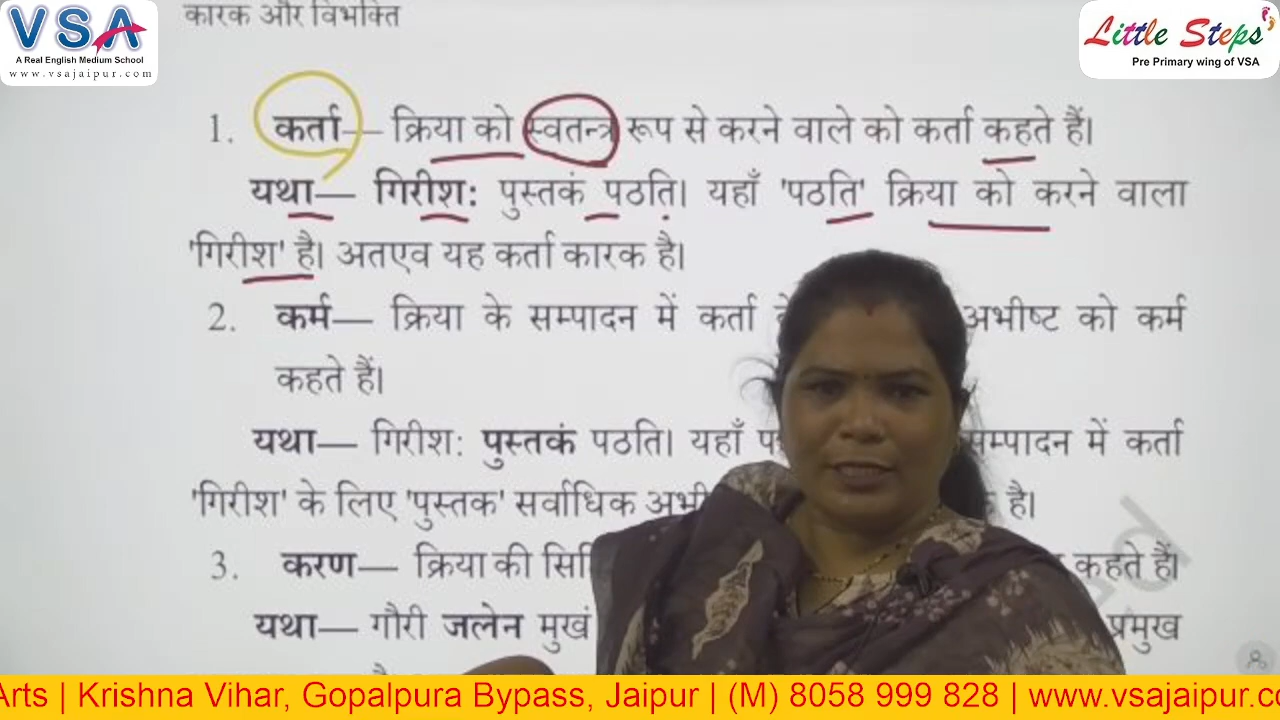 कारक और विभक्ति
VSA
A Real English Medium School
www.vsajaipur.com
Little Steps
Pre Primary wing of VSA
1. कर्ता— क्रिया को स्वतन्त्र रूप से करने वाले को कर्ता कहते हैं।
यथा— गिरीश: पुस्तकं पठति। यहाँ 'पठति' क्रिया को करने वाला
'गिरीश' है। अतएव यह कर्ता कारक है।
2. कर्म— क्रिया के सम्पादन में कर्ता अभीष्ट को कर्म
कहते हैं।
यथा— गिरीश: पुस्तकं पठति। यहाँ सम्पादन में कर्ता
'गिरीश' के लिए 'पुस्तक' सर्वाधिक है।
3. करण— क्रिया की कहते हैं।
यथा— गौरी जलेन मुखं प्रमुख
Arts | Krishna Vihar, Gopalpura Bypass, Jaipur | (M) 8058 999 828 | www.vsajaipur.co